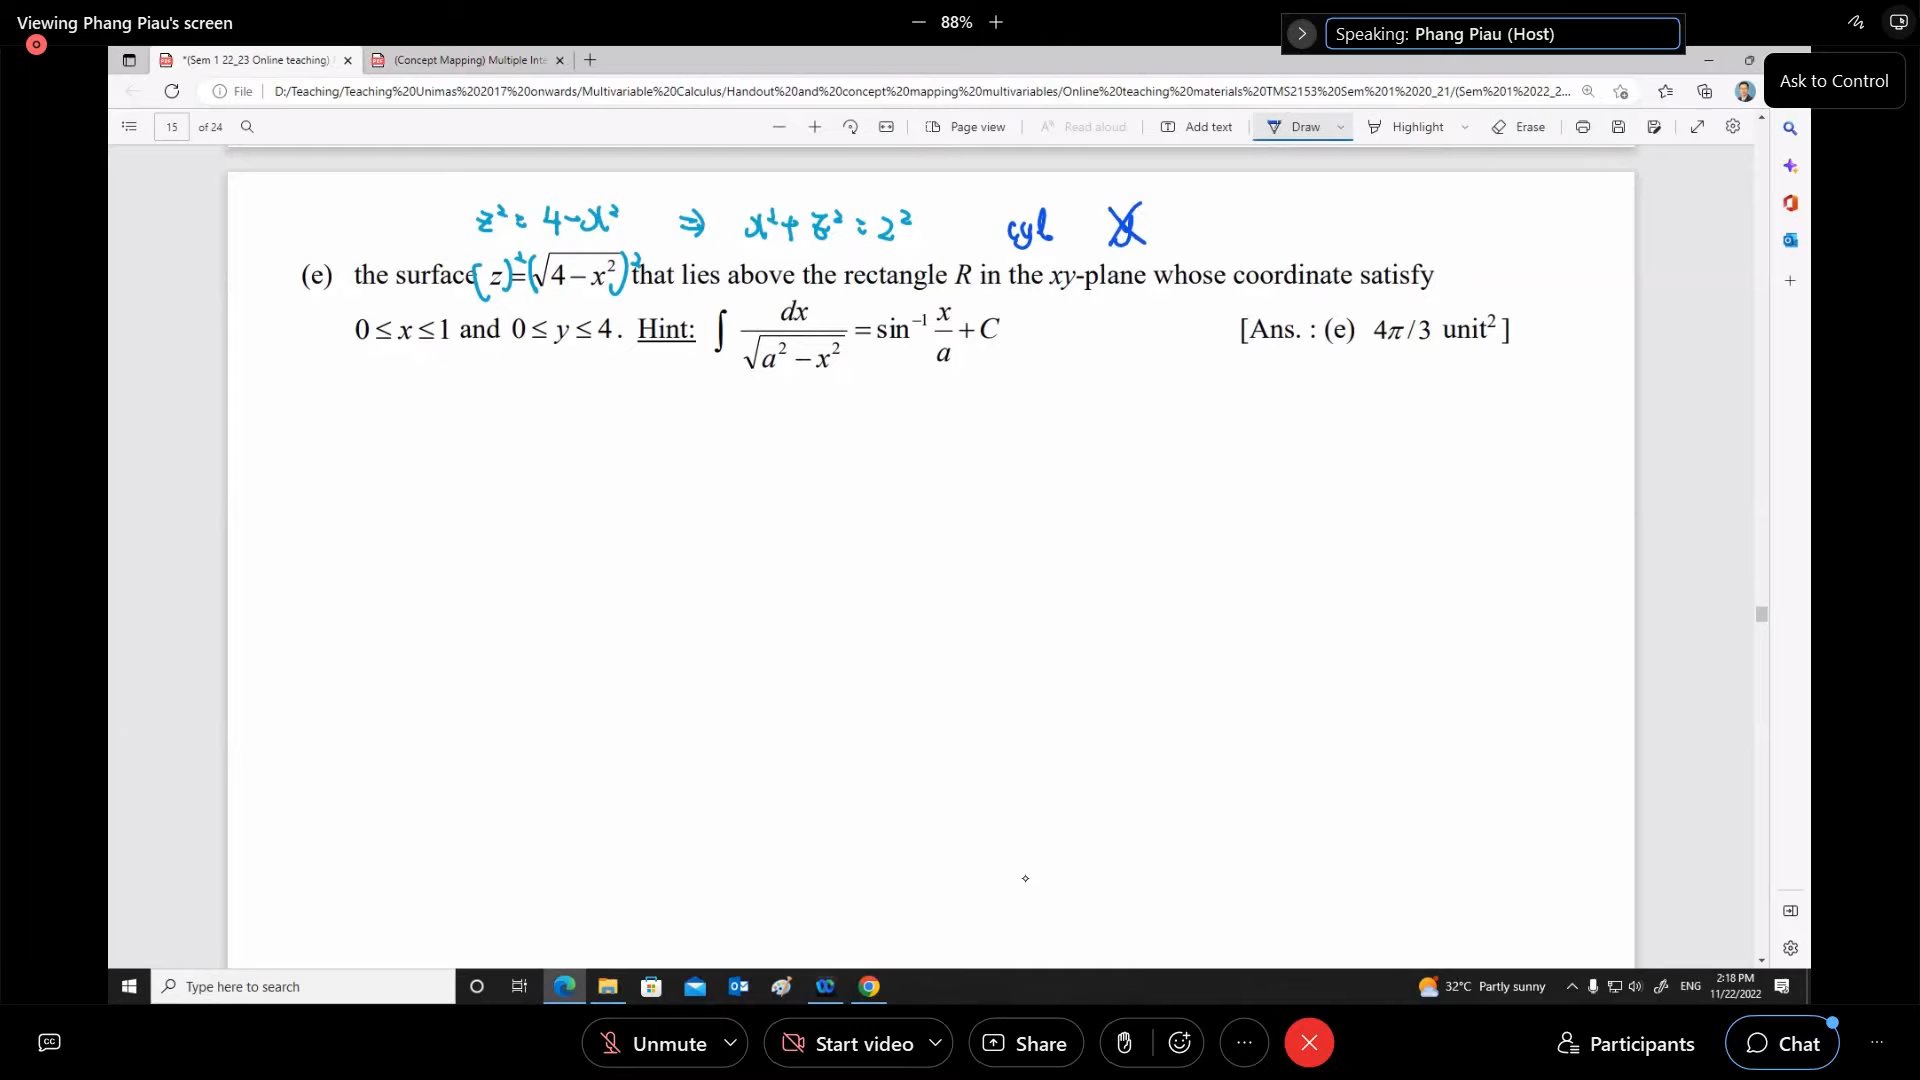 Viewing Phang Piau's screen
88%
Speaking: Phang Piau (Host)
Ask to Control
*(Sem 1 22_23 Online teaching)
(Concept Mapping) Multiple Inte
File
D:/Teaching/Teaching%20Unimas%202017%20onwards/Multivariable%20Calculus/Handout%20and%20concept%20mapping%20multivariables/Online%20teaching%20materials%20TMS2153%20Sem%201%2020_21/(Sem%201%2022_2...
15 of 24
Page view
Read aloud
Add text
Draw
Highlight
Erase
z² = 4-x² ⇒ x² + z² = 2² cyl
(e) the surface (z)²=(√4−x²)² that lies above the rectangle R in the xy-plane whose coordinate satisfy
0 ≤ x ≤ 1 and 0 ≤ y ≤ 4. Hint: ∫ dx/√(a² − x²) = sin⁻¹ x/a + C [Ans. : (e) 4π/3 unit²]
Type here to search
32°C Partly sunny
ENG
2:18 PM
11/22/2022
CC
Unmute
Start video
Share
Participants
Chat